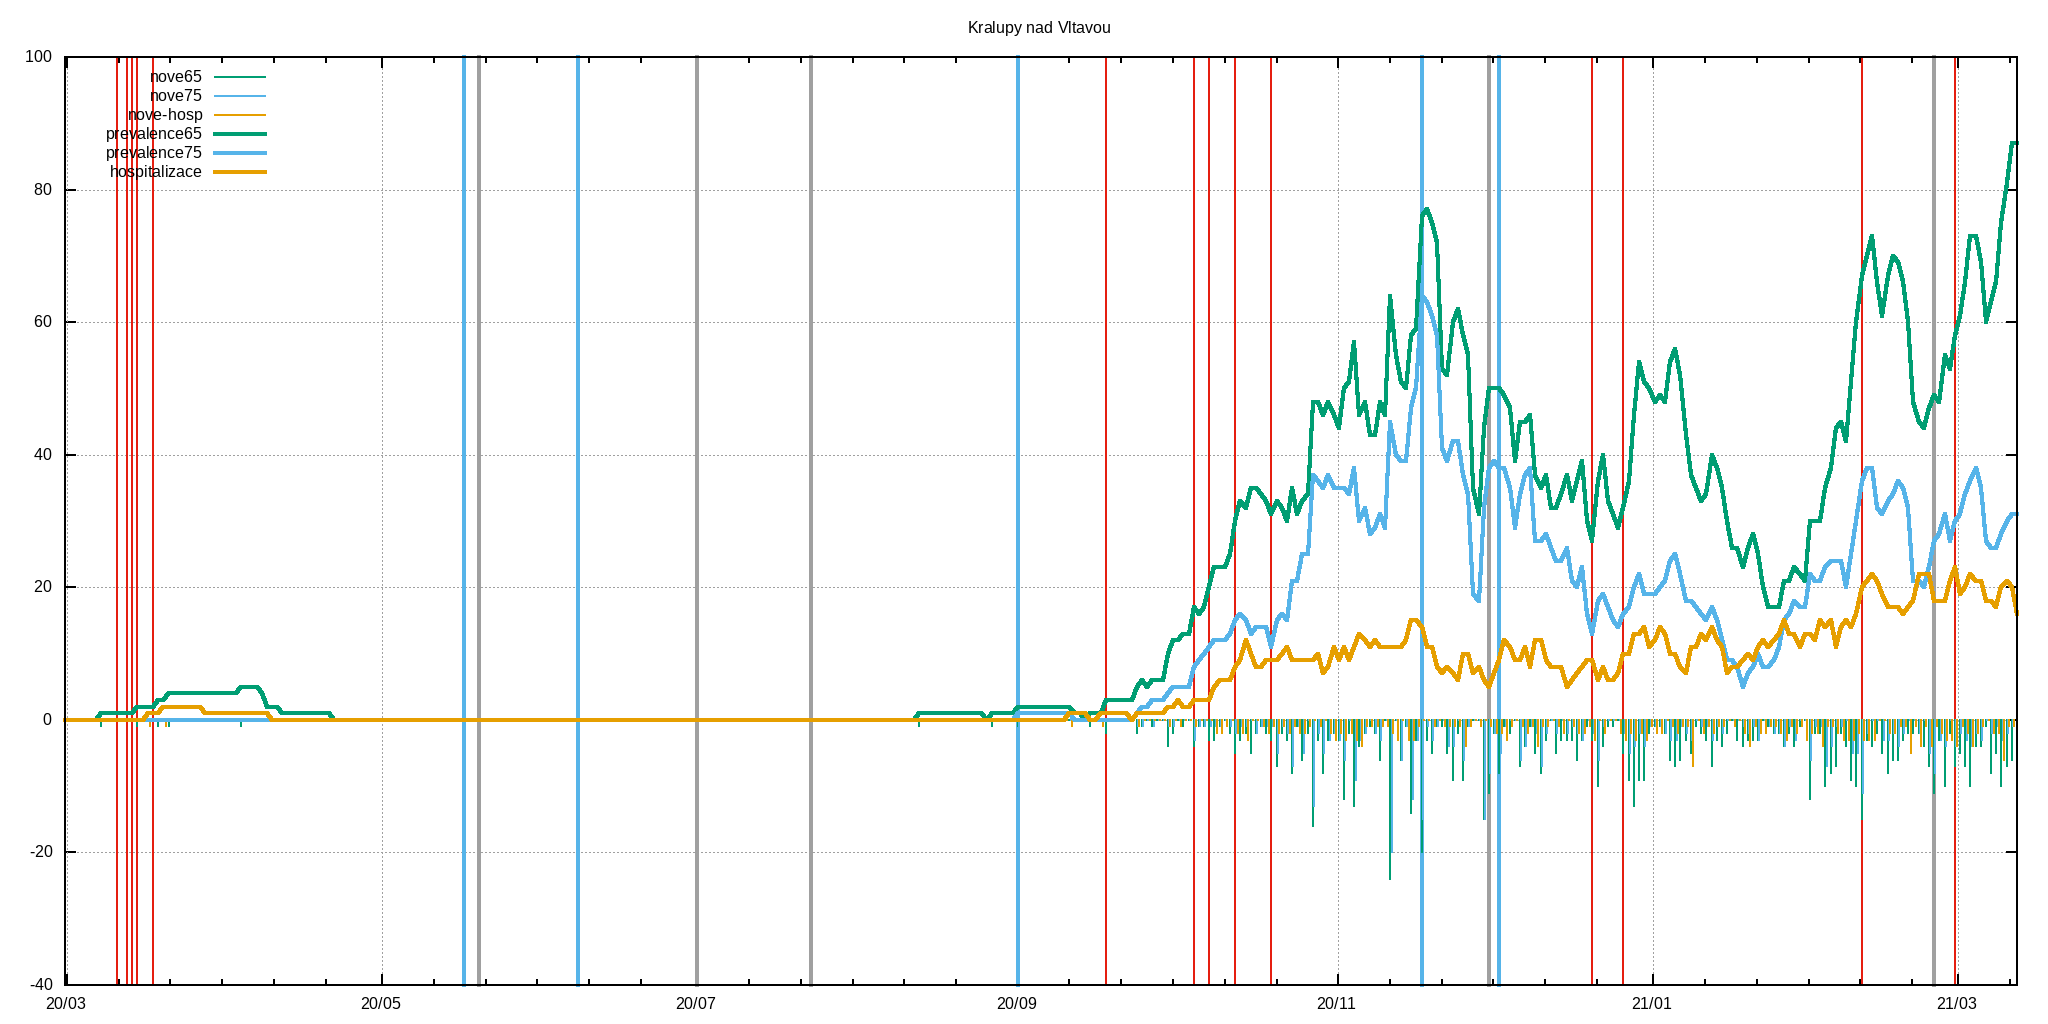 Kralupy nad Vltavou
100
nove65
nove75
nove-hosp
prevalence65
prevalence75
hospitalizace
80
60
40
20
0
-20
-40
20/03 20/05 20/07 20/09 20/11 21/01 21/03